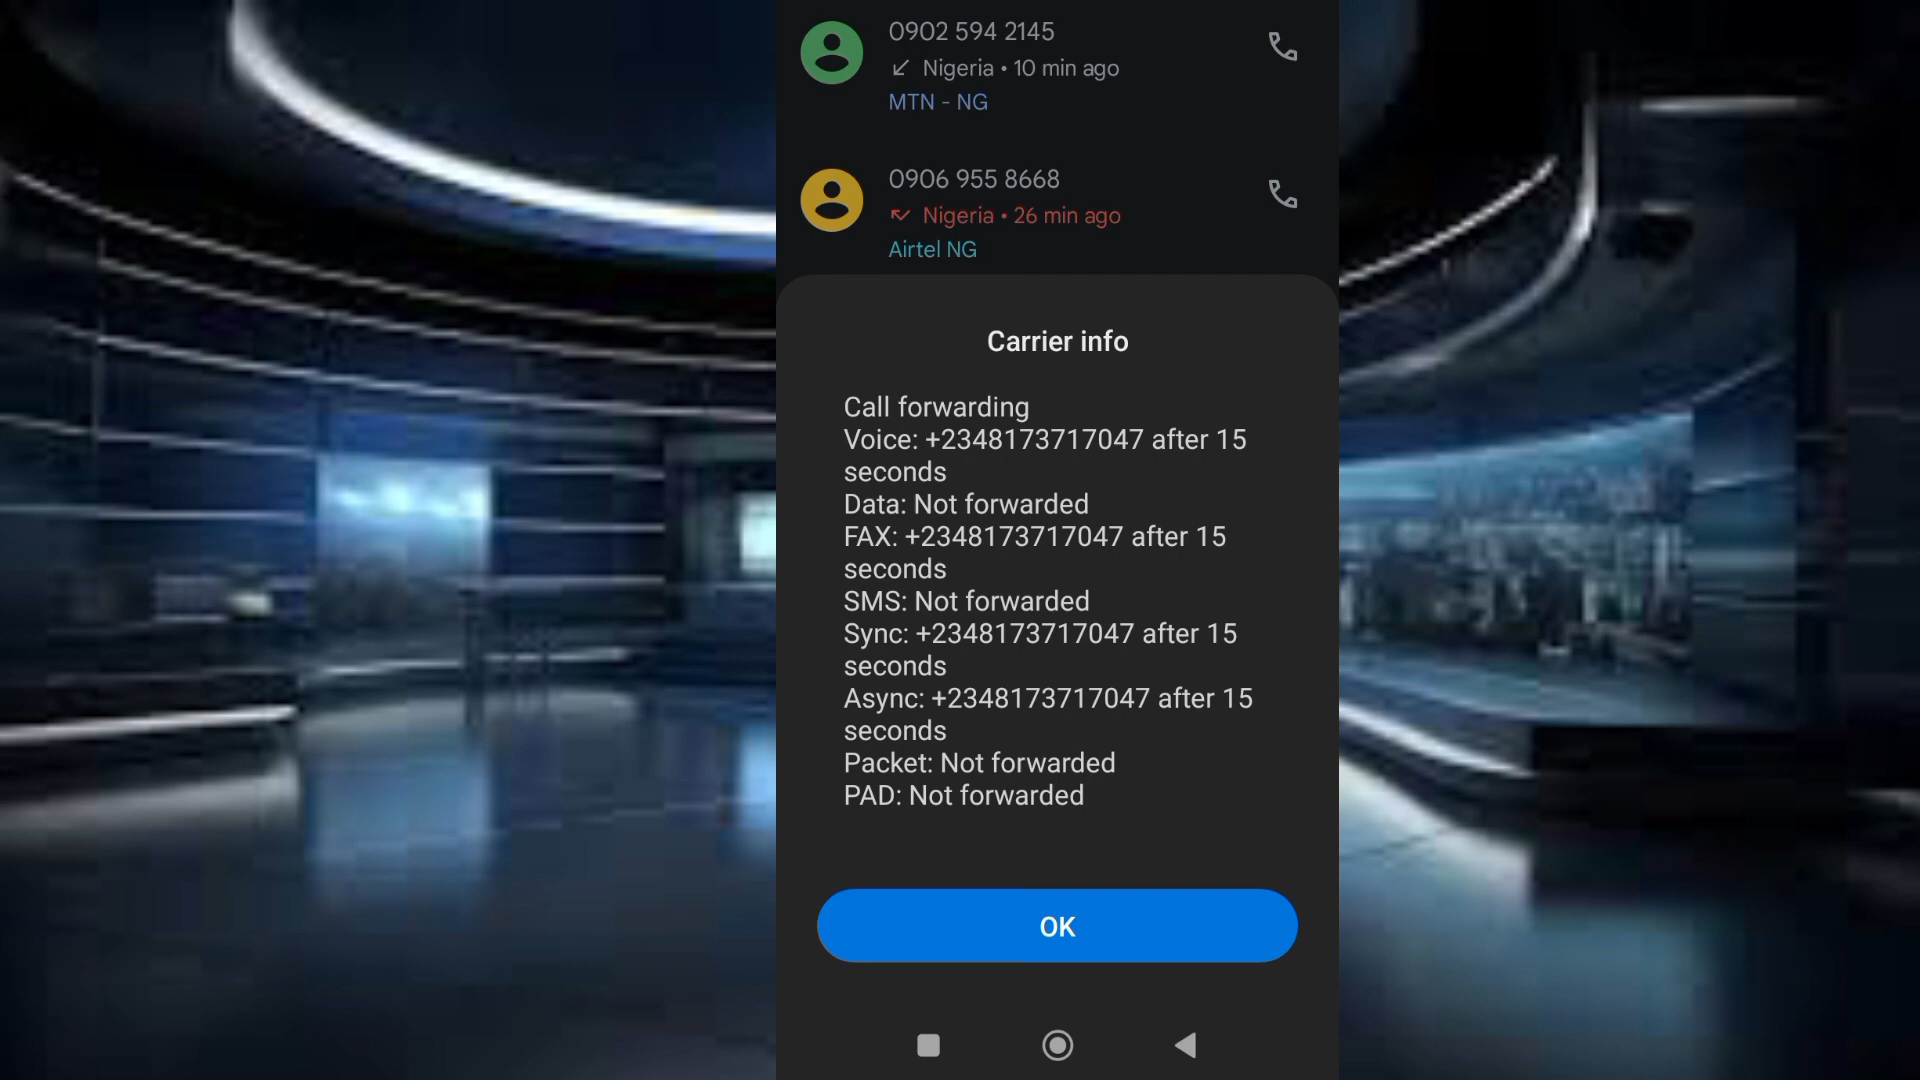 0902 594 2145
Nigeria • 10 min ago
MTN - NG
0906 955 8668
Nigeria • 26 min ago
Airtel NG
Carrier info
Call forwarding
Voice: +2348173717047 after 15
seconds
Data: Not forwarded
FAX: +2348173717047 after 15
seconds
SMS: Not forwarded
Sync: +2348173717047 after 15
seconds
Async: +2348173717047 after 15
seconds
Packet: Not forwarded
PAD: Not forwarded
OK